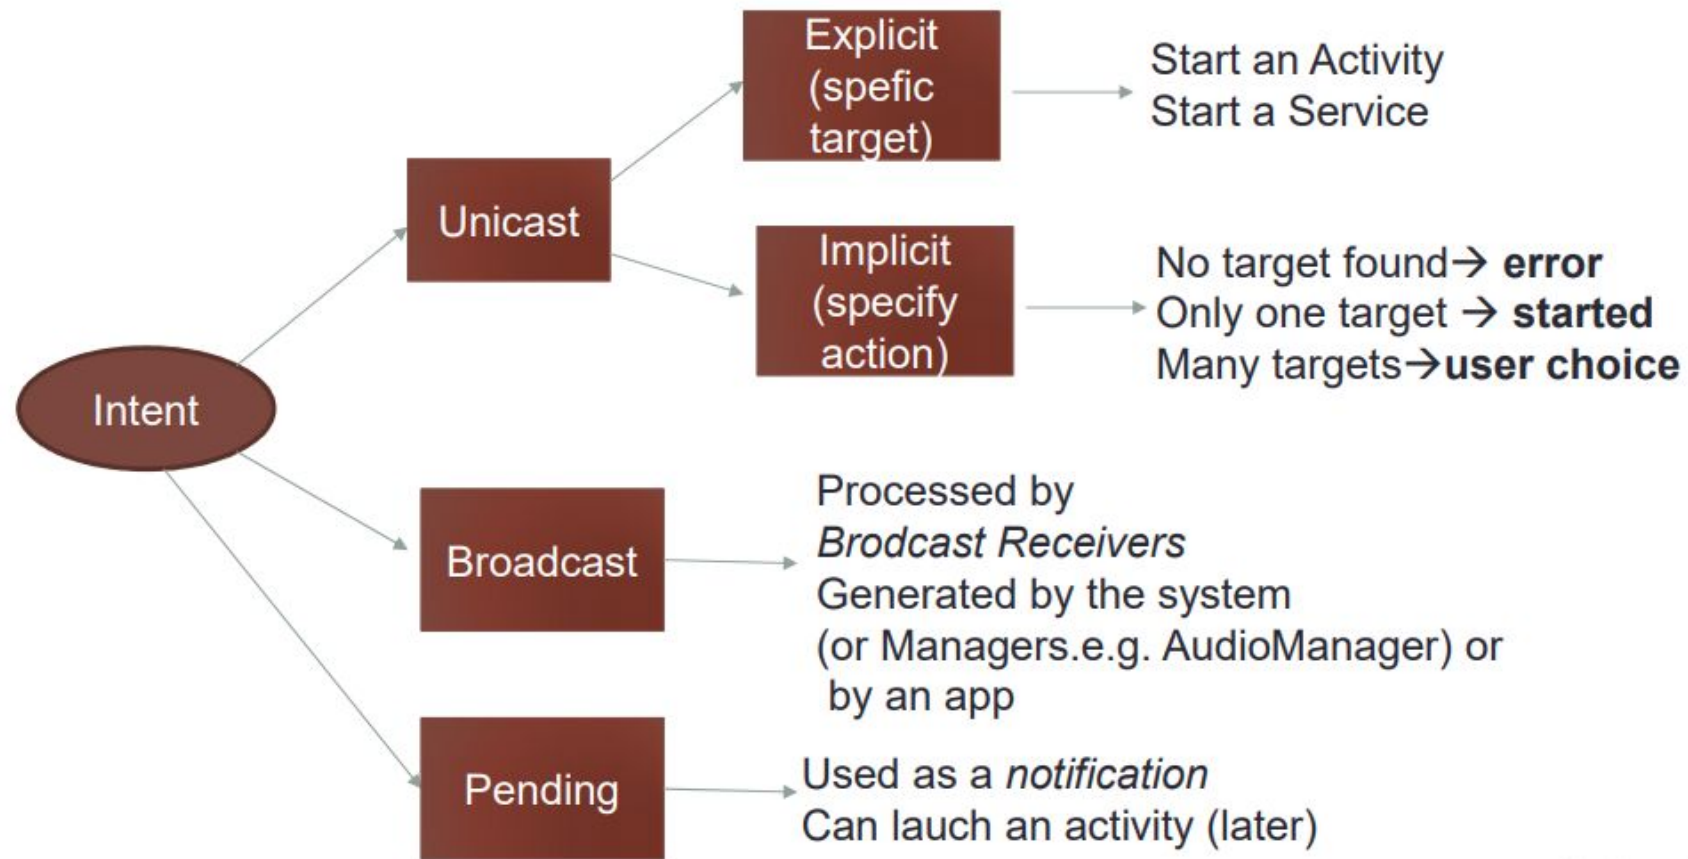 Explicit
(spefic
target)
Start an Activity
Start a Service
Unicast
Implicit
(specify
action)
No target found→ error
Only one target → started
Many targets→user choice
Intent
Broadcast
Processed by
Brodcast Receivers
Generated by the system
(or Managers.e.g. AudioManager) or
by an app
Pending
Used as a notification
Can lauch an activity (later)